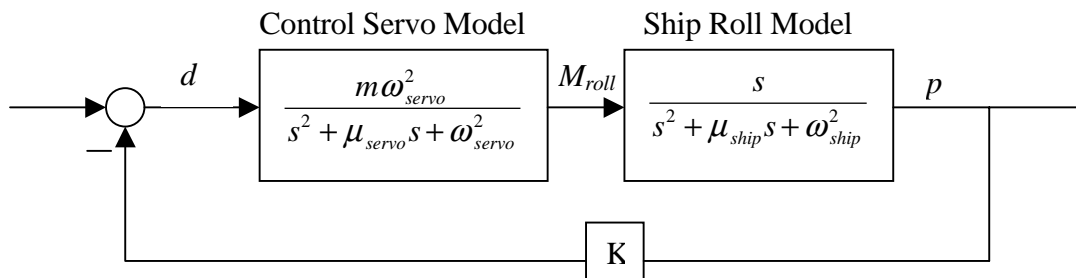 Control Servo Model
Ship Roll Model
d
mω²servo
s² + μservo s + ω²servo
Mroll
s
s² + μship s + ω²ship
p
–
K